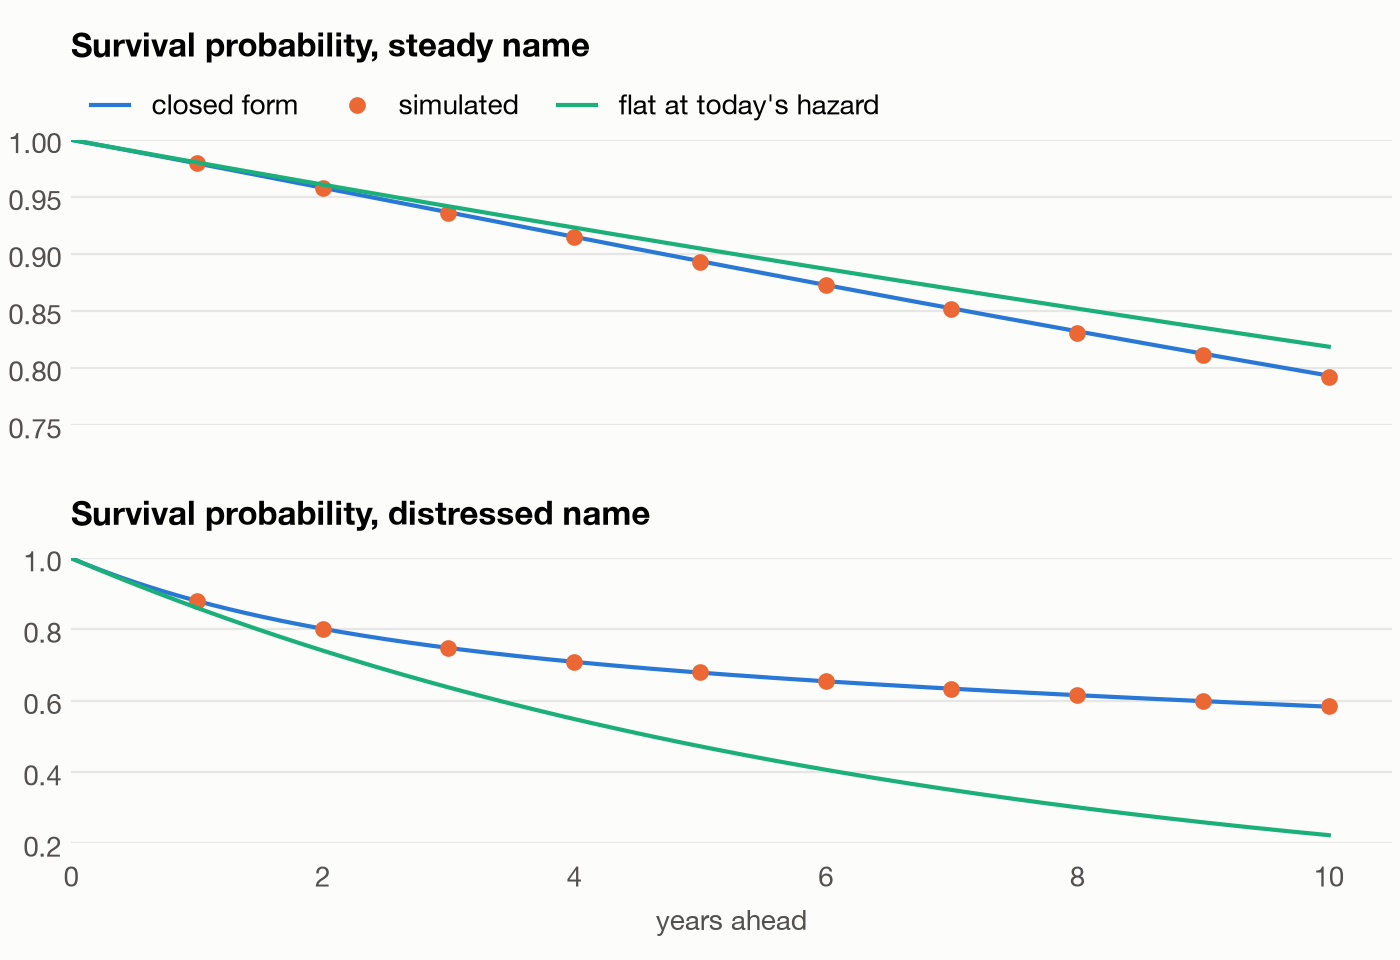 Survival probability, steady name
closed form simulated flat at today's hazard
1.00
0.95
0.90
0.85
0.80
0.75
Survival probability, distressed name
1.0
0.8
0.6
0.4
0.2
0 2 4 6 8 10
years ahead